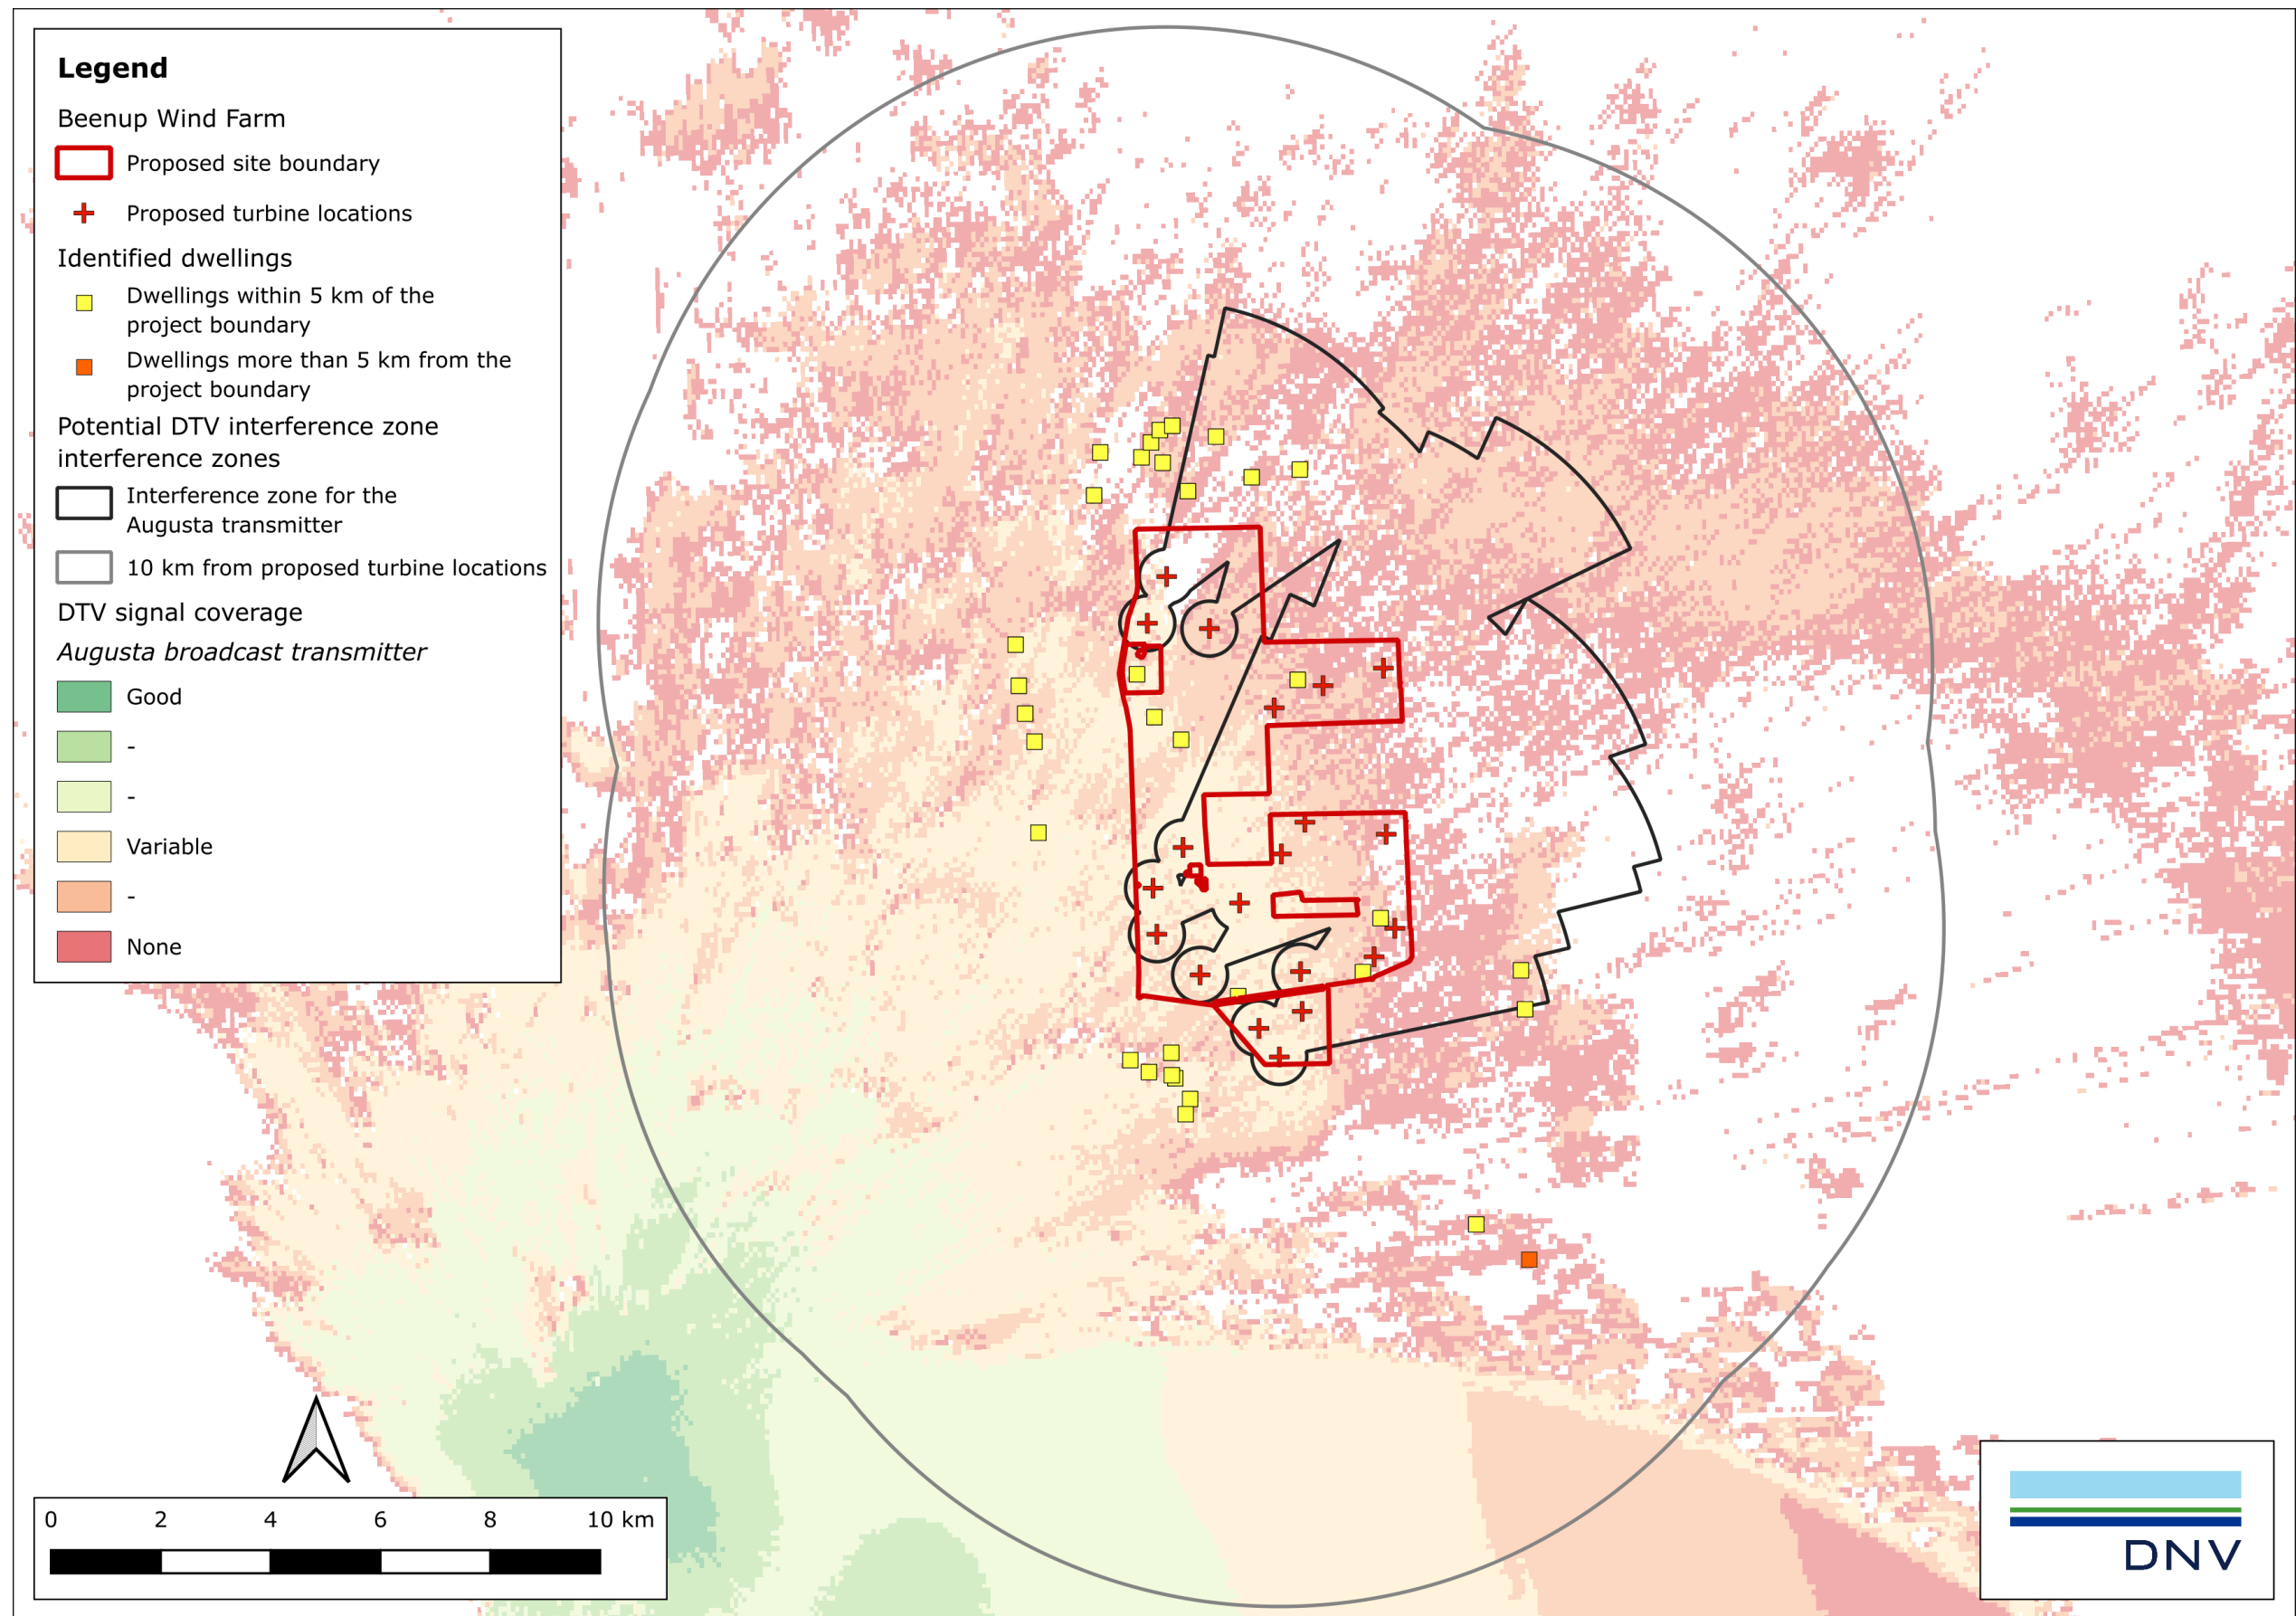 Legend
Beenup Wind Farm
Proposed site boundary
Proposed turbine locations
Identified dwellings
Dwellings within 5 km of the
project boundary
Dwellings more than 5 km from the
project boundary
Potential DTV interference zone
interference zones
Interference zone for the
Augusta transmitter
10 km from proposed turbine locations
DTV signal coverage
Augusta broadcast transmitter
Good
-
-
Variable
-
None
0 2 4 6 8 10 km
DNV